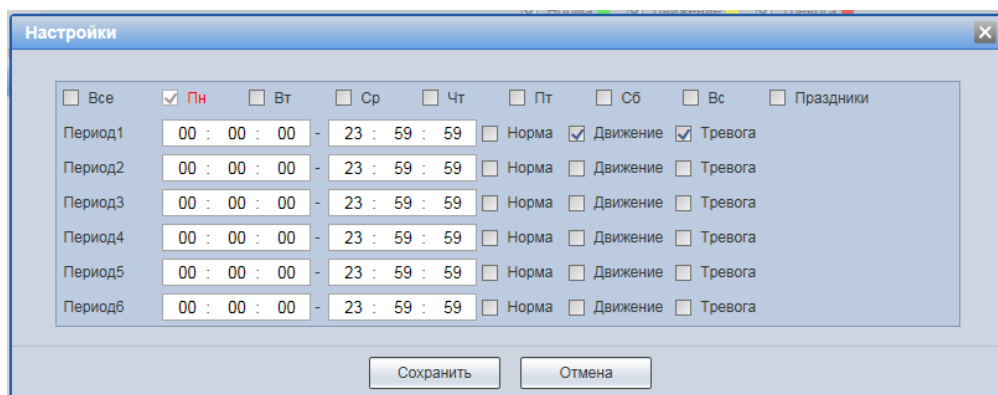 Норма Движение Тревога
Настройки
Все Пн Вт Ср Чт Пт Сб Вс Праздники
Период1 00 : 00 : 00 - 23 : 59 : 59 Норма Движение Тревога
Период2 00 : 00 : 00 - 23 : 59 : 59 Норма Движение Тревога
Период3 00 : 00 : 00 - 23 : 59 : 59 Норма Движение Тревога
Период4 00 : 00 : 00 - 23 : 59 : 59 Норма Движение Тревога
Период5 00 : 00 : 00 - 23 : 59 : 59 Норма Движение Тревога
Период6 00 : 00 : 00 - 23 : 59 : 59 Норма Движение Тревога
Сохранить Отмена